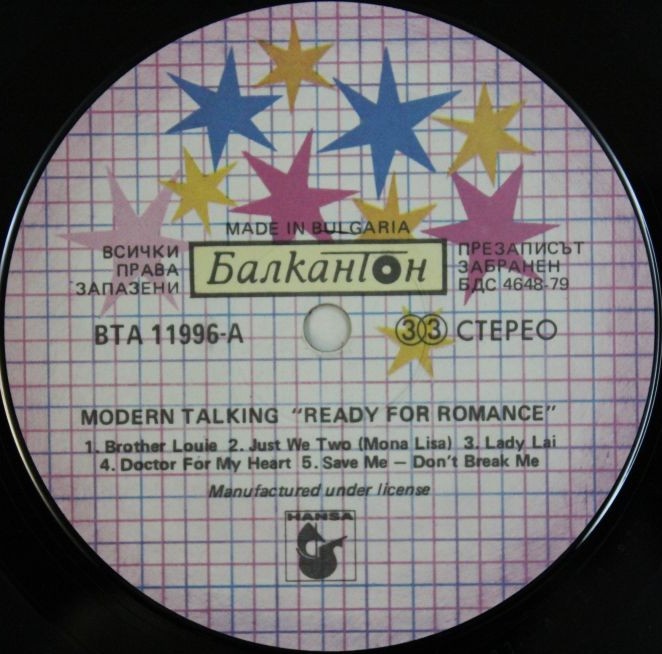 MADE IN BULGARIA
ВСИЧКИ
ПРАВА
ЗАПАЗЕНИ
Балкантон
ПРЕЗАПИСЪТ
ЗАБРАНЕН
БДС 4648-79
ВТА 11996-А
33 СТЕРЕО
MODERN TALKING "READY FOR ROMANCE"
1. Brother Louie 2. Just We Two (Mona Lisa) 3. Lady Lai
4. Doctor For My Heart 5. Save Me — Don't Break Me
Manufactured under license
HANSA